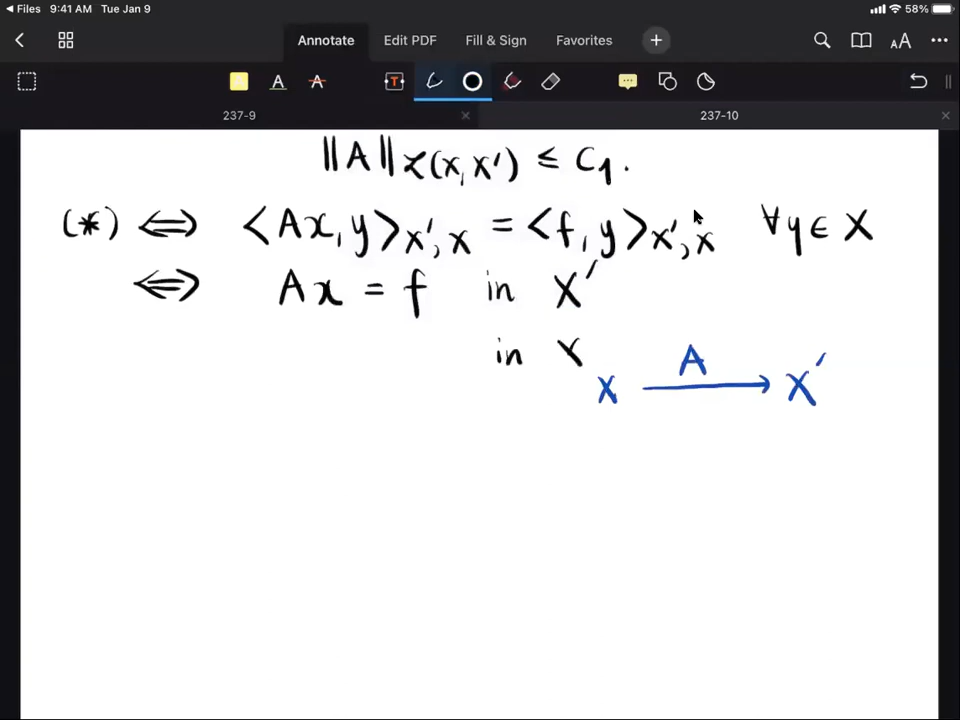 Files 9:41 AM Tue Jan 9 58%
Annotate Edit PDF Fill & Sign Favorites
237-9 237-10
‖A‖ℒ(X, X') ≤ C₁.
(*) ⟺ <Ax, y>X', X = <f, y>X', X ∀y ∈ X
⟺ Ax = f in X'
in X
X A→ X'